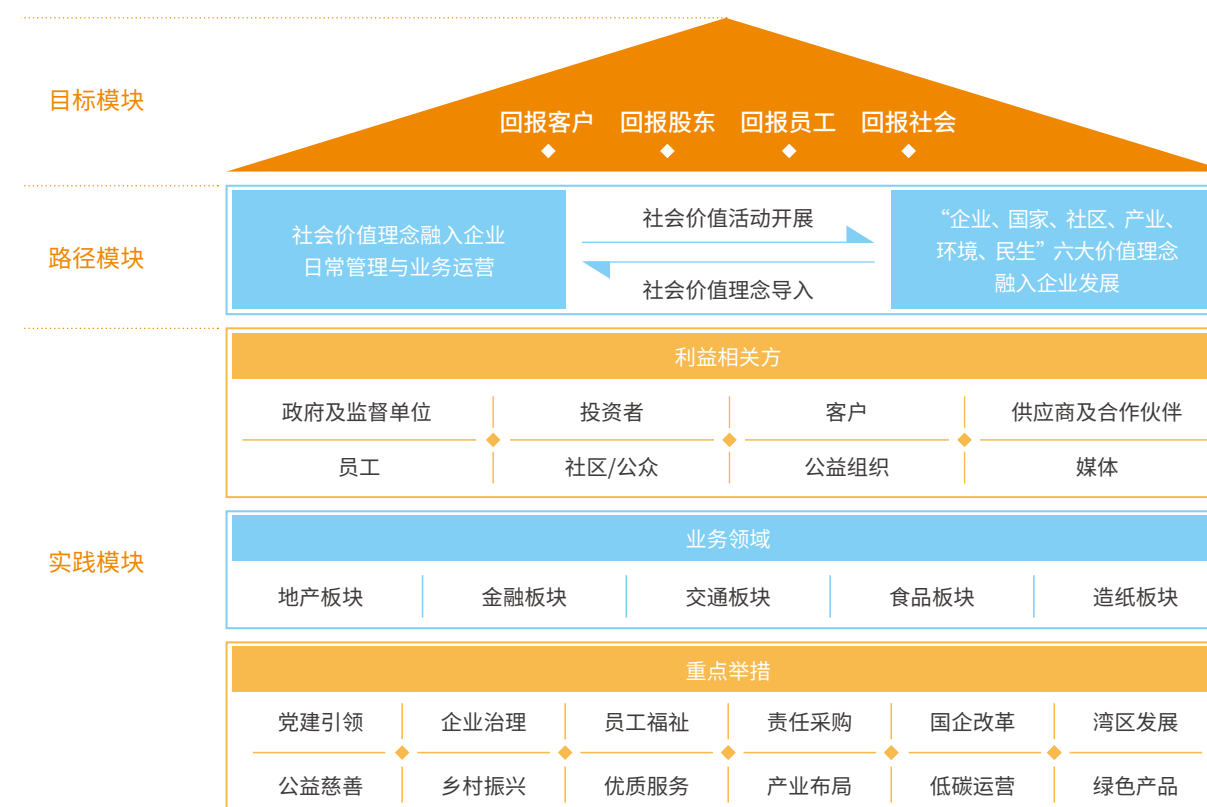 目标模块
回报客户 回报股东 回报员工 回报社会
路径模块
社会价值理念融入企业
日常管理与业务运营
社会价值活动开展
社会价值理念导入
“企业、国家、社区、产业、
环境、民生”六大价值理念
融入企业发展
实践模块
利益相关方
政府及监督单位 投资者 客户 供应商及合作伙伴
员工 社区/公众 公益组织 媒体
业务领域
地产板块 金融板块 交通板块 食品板块 造纸板块
重点举措
党建引领 企业治理 员工福祉 责任采购 国企改革 湾区发展
公益慈善 乡村振兴 优质服务 产业布局 低碳运营 绿色产品